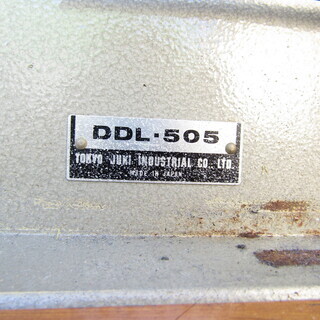 DDL-505
TOKYO JUKI INDUSTRIAL CO., LTD.
MADE IN JAPAN